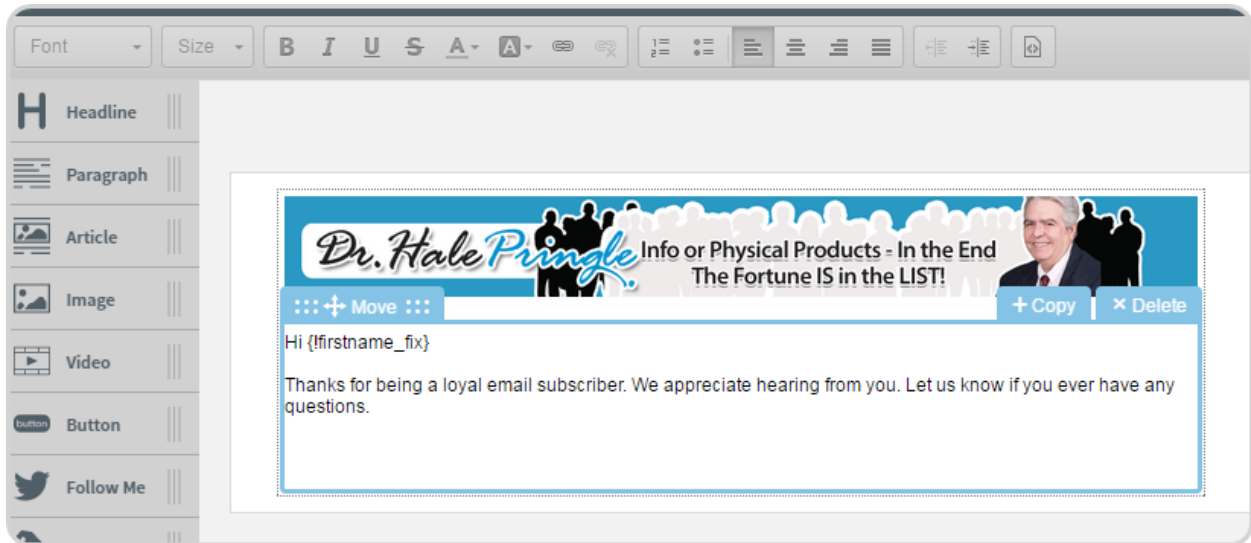 Font Size B I U S A A
Headline
Paragraph
Article
Image
Video
button Button
Follow Me
Dr. Hale Pringle
Info or Physical Products - In the End
The Fortune IS in the LIST!
Move + Copy × Delete
Hi {!firstname_fix}
Thanks for being a loyal email subscriber. We appreciate hearing from you. Let us know if you ever have any
questions.